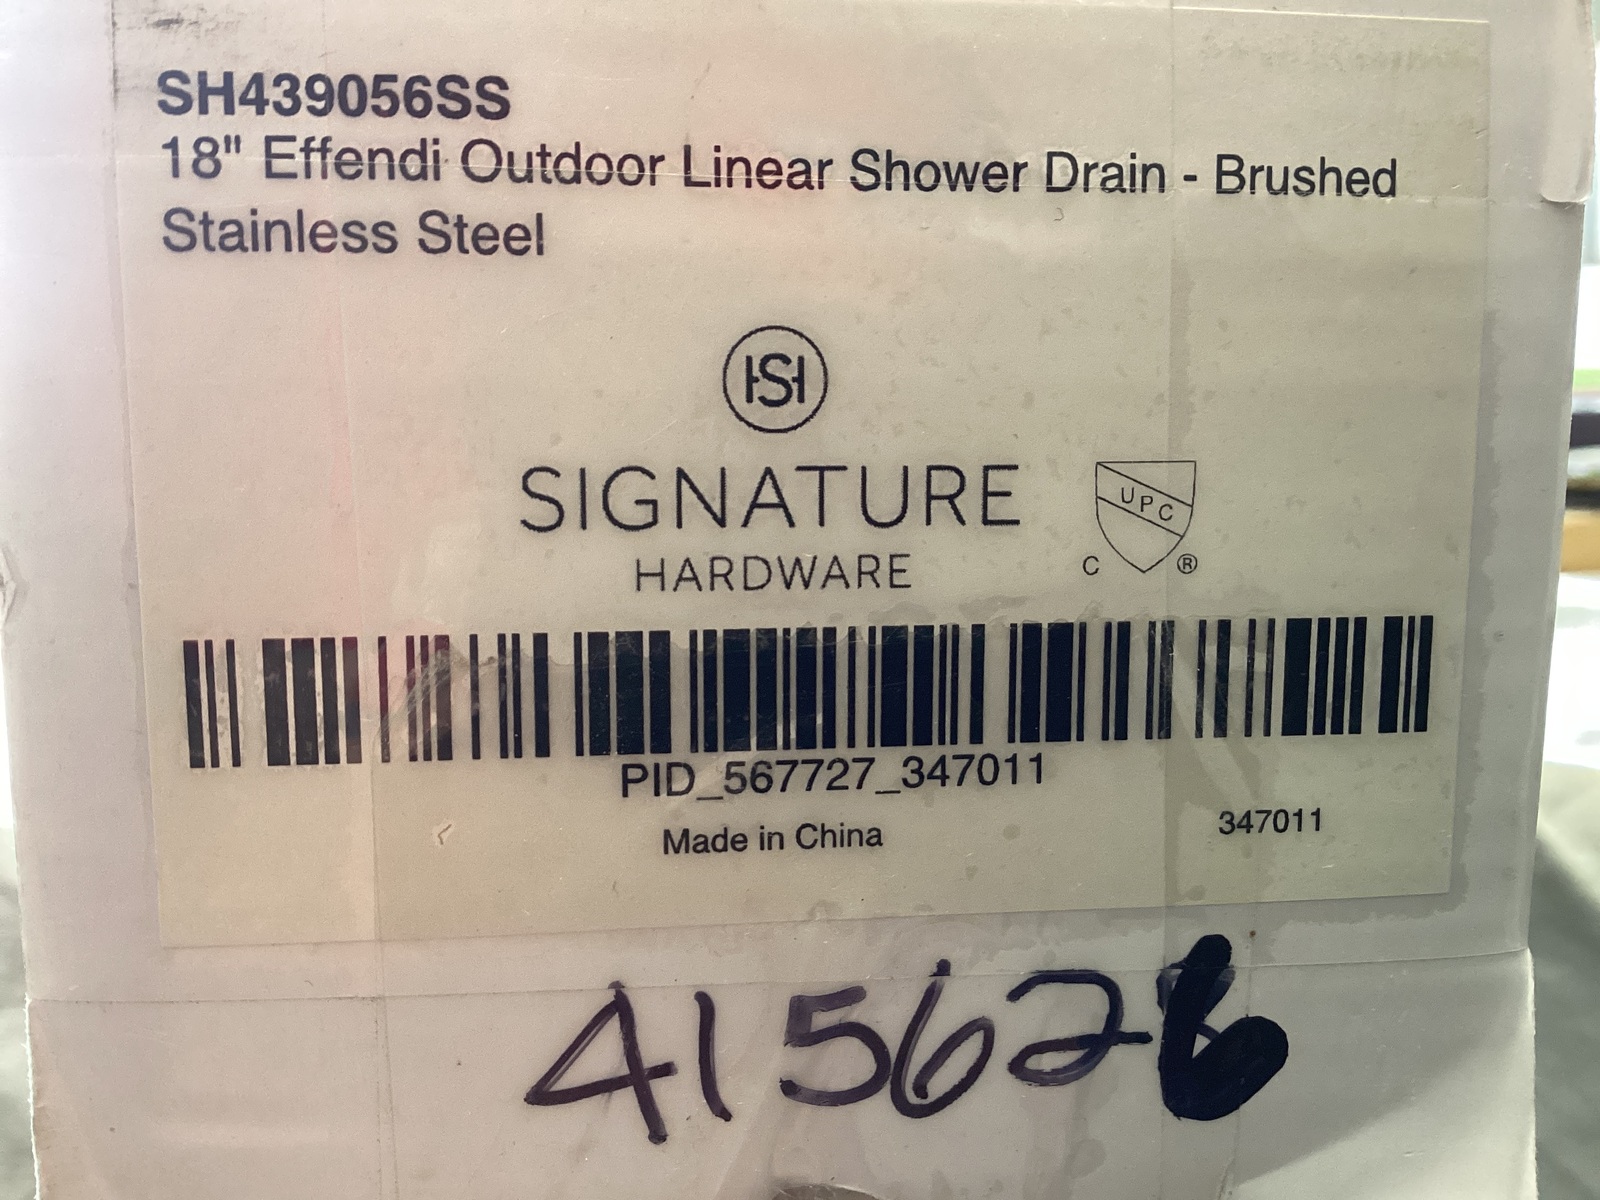 SH439056SS
18" Effendi Outdoor Linear Shower Drain - Brushed
Stainless Steel
SH
SIGNATURE
HARDWARE
UPC
C ®
PID_567727_347011
Made in China
347011
415626